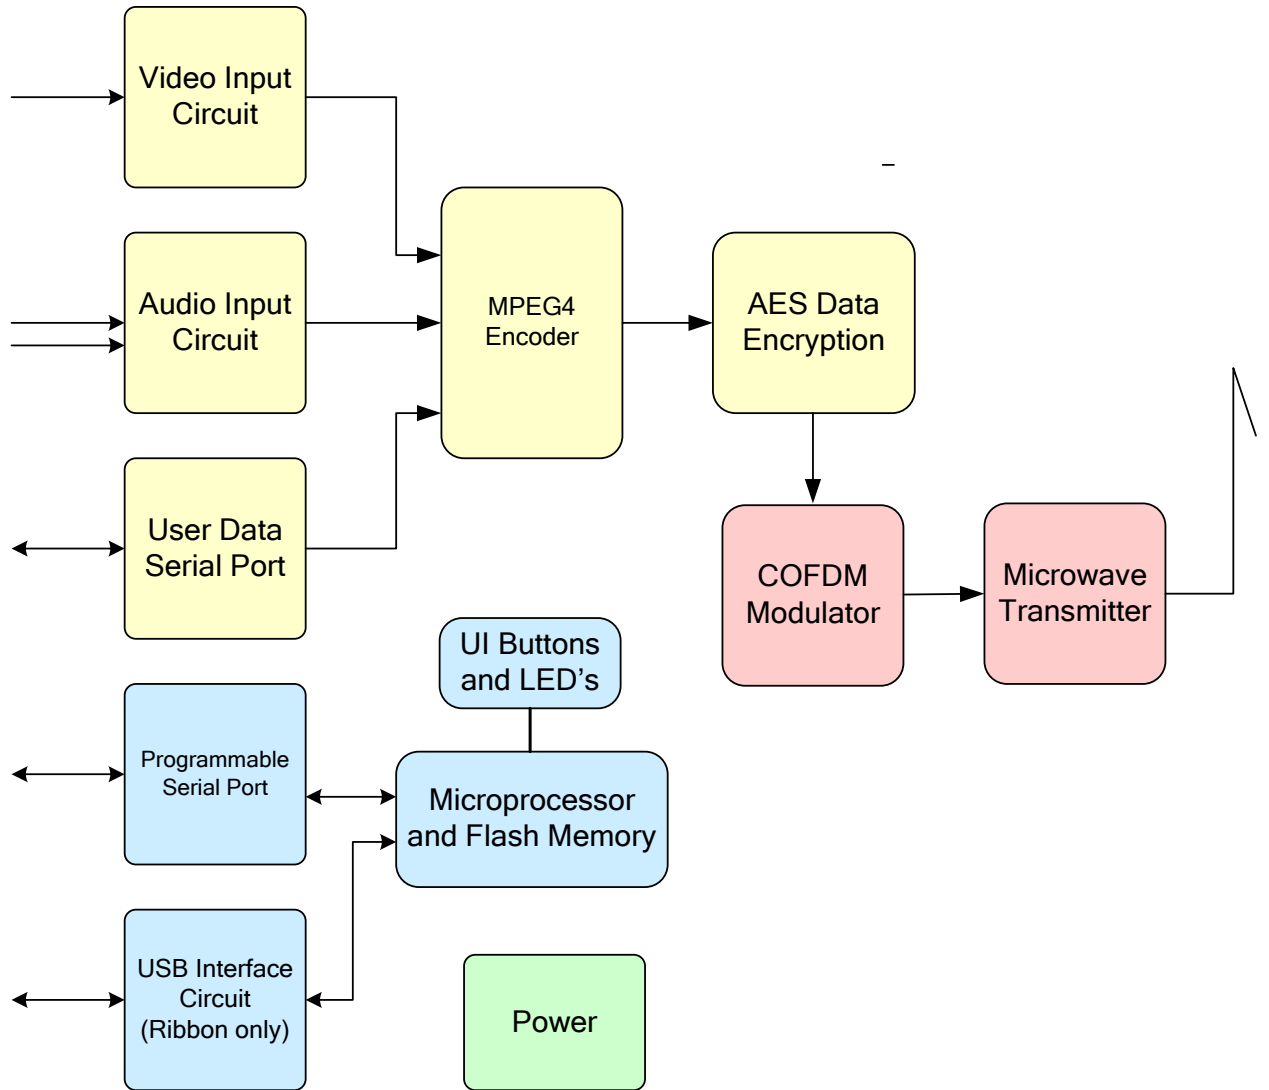 Video Input
Circuit
Audio Input
Circuit
User Data
Serial Port
MPEG4
Encoder
AES Data
Encryption
COFDM
Modulator
Microwave
Transmitter
UI Buttons
and LED’s
Programmable
Serial Port
Microprocessor
and Flash Memory
USB Interface
Circuit
(Ribbon only)
Power